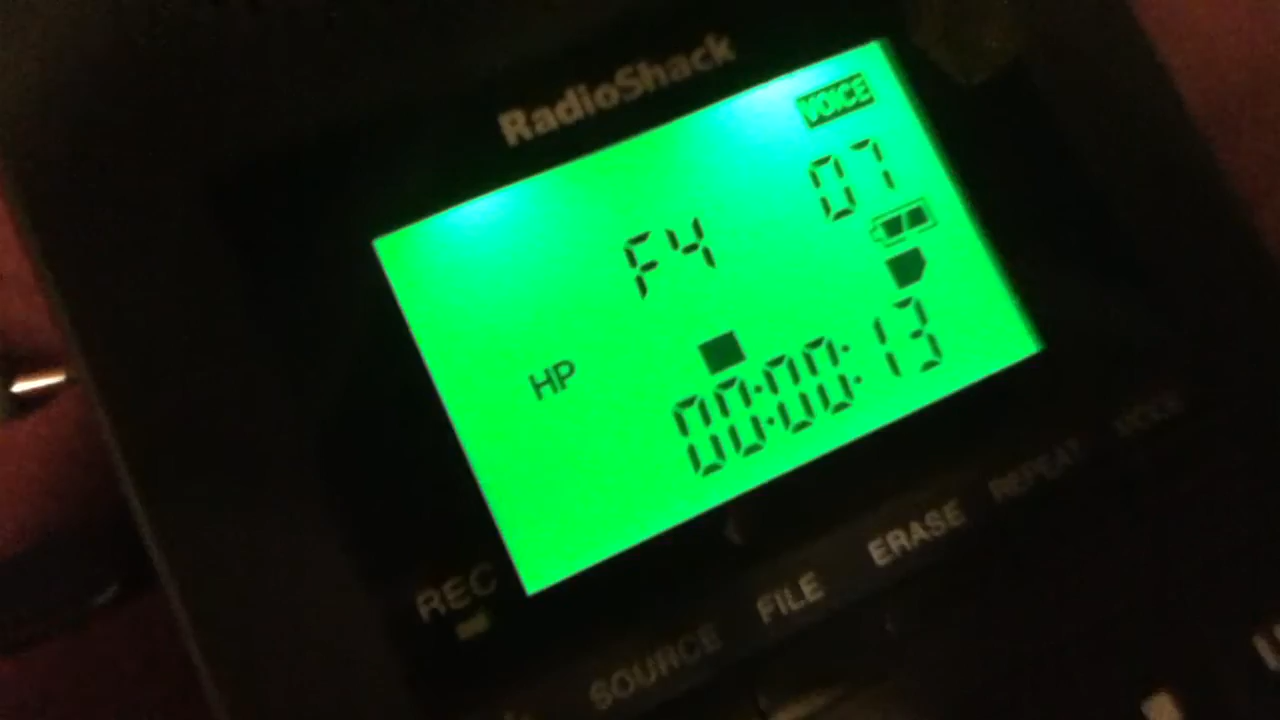 RadioShack
VOICE
07
F4
HP
00:00:13
REC
SOURCE FILE ERASE REPEAT